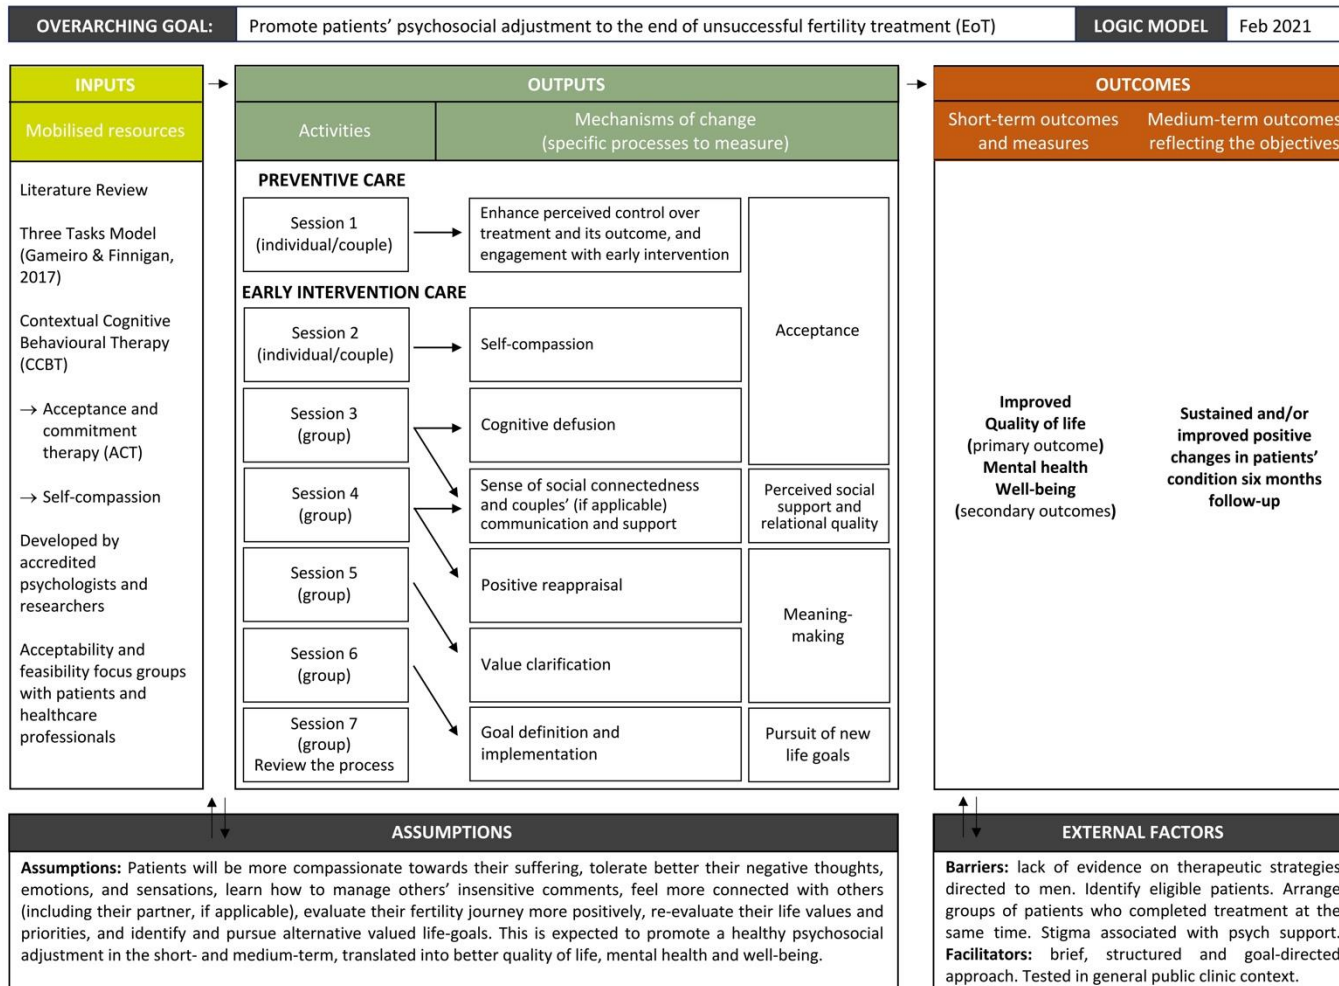 OVERARCHING GOAL:
Promote patients’ psychosocial adjustment to the end of unsuccessful fertility treatment (EoT)
LOGIC MODEL
Feb 2021
INPUTS
Mobilised resources
Literature Review
Three Tasks Model
(Gameiro & Finnigan,
2017)
Contextual Cognitive
Behavioural Therapy
(CCBT)
→ Acceptance and
commitment
therapy (ACT)
→ Self-compassion
Developed by
accredited
psychologists and
researchers
Acceptability and
feasibility focus groups
with patients and
healthcare
professionals
OUTPUTS
Activities
Mechanisms of change
(specific processes to measure)
PREVENTIVE CARE
Session 1
(individual/couple)
Enhance perceived control over
treatment and its outcome, and
engagement with early intervention
EARLY INTERVENTION CARE
Session 2
(individual/couple)
Self-compassion
Acceptance
Session 3
(group)
Cognitive defusion
Session 4
(group)
Sense of social connectedness
and couples’ (if applicable)
communication and support
Perceived social
support and
relational quality
Session 5
(group)
Positive reappraisal
Meaning-
making
Session 6
(group)
Value clarification
Session 7
(group)
Review the process
Goal definition and
implementation
Pursuit of new
life goals
OUTCOMES
Short-term outcomes
and measures
Medium-term outcomes
reflecting the objectives
Improved
Quality of life
(primary outcome)
Mental health
Well-being
(secondary outcomes)
Sustained and/or
improved positive
changes in patients’
condition six months
follow-up
ASSUMPTIONS
Assumptions: Patients will be more compassionate towards their suffering, tolerate better their negative thoughts,
emotions, and sensations, learn how to manage others’ insensitive comments, feel more connected with others
(including their partner, if applicable), evaluate their fertility journey more positively, re-evaluate their life values and
priorities, and identify and pursue alternative valued life-goals. This is expected to promote a healthy psychosocial
adjustment in the short- and medium-term, translated into better quality of life, mental health and well-being.
EXTERNAL FACTORS
Barriers: lack of evidence on therapeutic strategies
directed to men. Identify eligible patients. Arrange
groups of patients who completed treatment at the
same time. Stigma associated with psych support.
Facilitators: brief, structured and goal-directed
approach. Tested in general public clinic context.